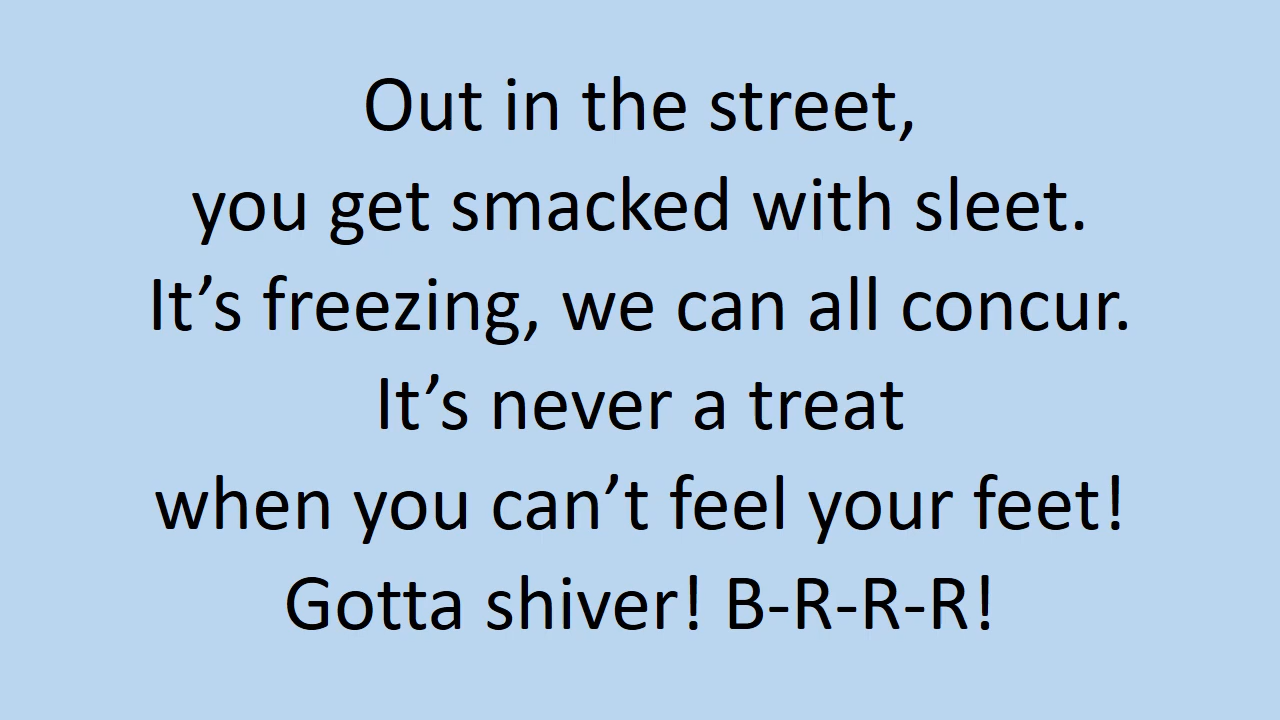 Out in the street,
you get smacked with sleet.
It’s freezing, we can all concur.
It’s never a treat
when you can’t feel your feet!
Gotta shiver! B-R-R-R!